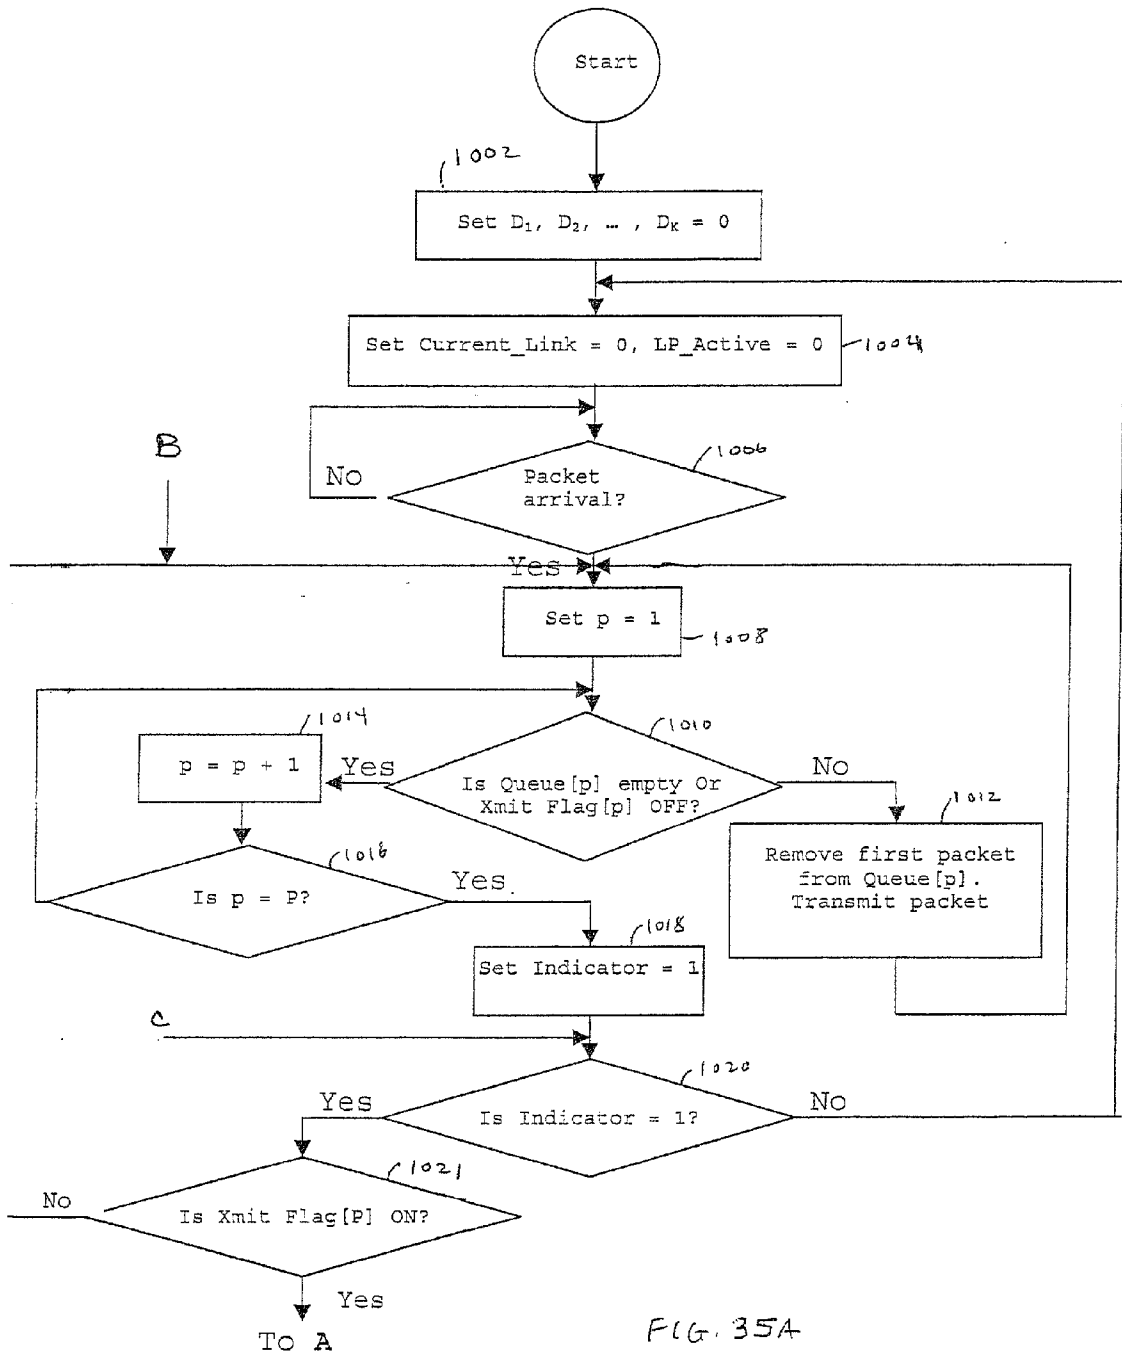 Start
1002
Set D₁, D₂, … , Dₖ = 0
Set Current_Link = 0, LP_Active = 0
1004
B
1006
No
Packet
arrival?
Yes
Set p = 1
1008
1014
1010
p = p + 1
Yes
Is Queue[p] empty Or
Xmit Flag[p] OFF?
No
1012
1016
Remove first packet
from Queue[p].
Transmit packet
Is p = P?
Yes
1018
Set Indicator = 1
C
1020
Yes
Is Indicator = 1?
No
1021
No
Is Xmit Flag[P] ON?
Yes
To A
FIG. 35A